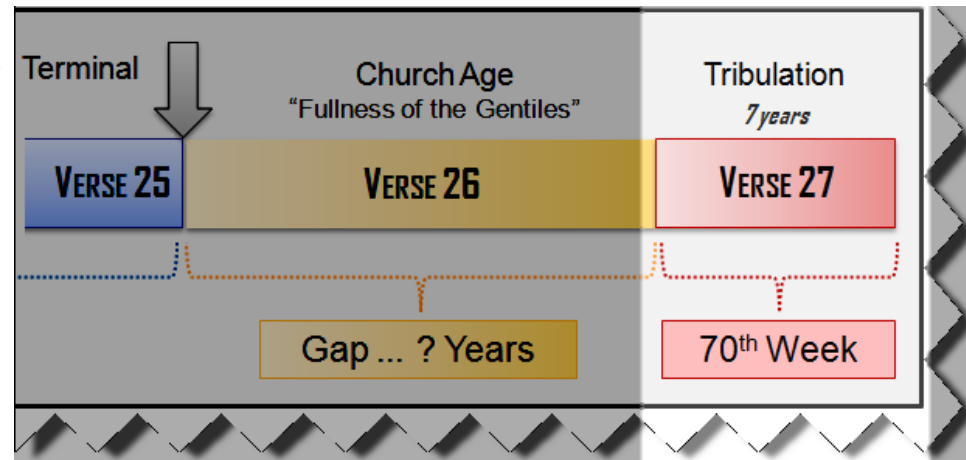 Terminal
Church Age
“Fullness of the Gentiles”
Tribulation
7 years
VERSE 25
VERSE 26
VERSE 27
Gap ... ? Years
70th Week